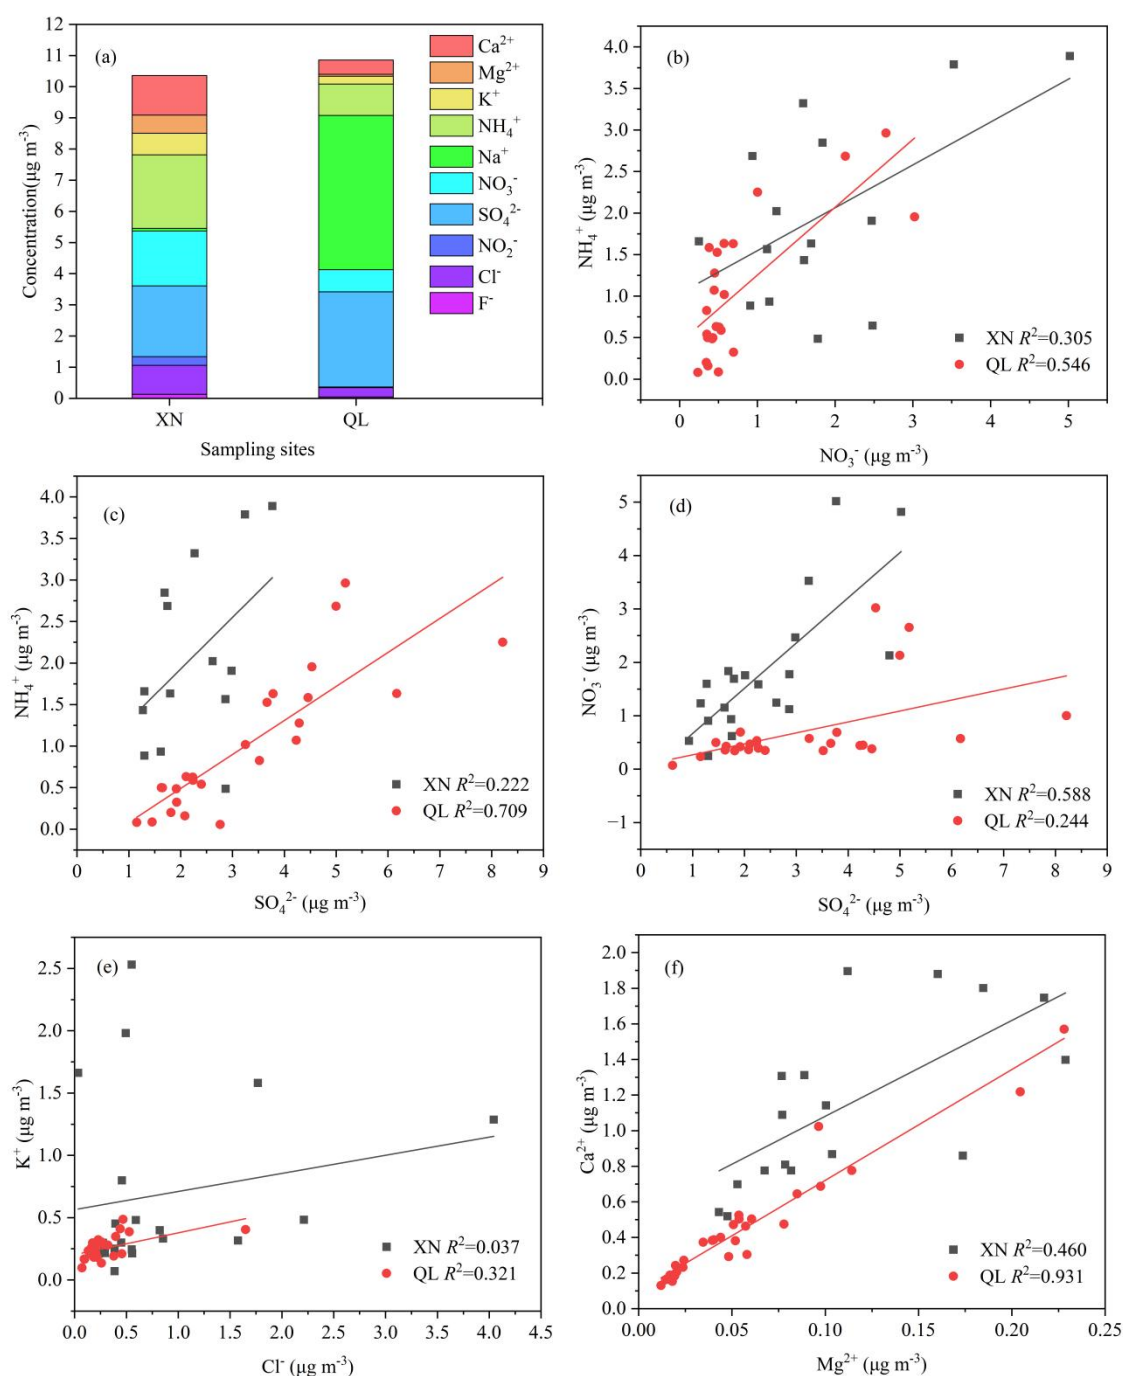 (a)
12
11
10
9
8
7
6
5
4
3
2
1
0
Concentration(μg m⁻³)
XN QL
Sampling sites
Ca²⁺
Mg²⁺
K⁺
NH₄⁺
Na⁺
NO₃⁻
SO₄²⁻
NO₂⁻
Cl⁻
F⁻
(b)
4.0
3.5
3.0
2.5
2.0
1.5
1.0
0.5
0.0
NH₄⁺ (μg m⁻³)
XN R²=0.305
QL R²=0.546
0 1 2 3 4 5
NO₃⁻ (μg m⁻³)
(c)
4.0
3.5
3.0
2.5
2.0
1.5
1.0
0.5
0.0
NH₄⁺ (μg m⁻³)
XN R²=0.222
QL R²=0.709
0 1 2 3 4 5 6 7 8 9
SO₄²⁻ (μg m⁻³)
(d)
5
4
3
2
1
0
−1
NO₃⁻ (μg m⁻³)
XN R²=0.588
QL R²=0.244
0 1 2 3 4 5 6 7 8 9
SO₄²⁻ (μg m⁻³)
(e)
2.5
2.0
1.5
1.0
0.5
0.0
K⁺ (μg m⁻³)
XN R²=0.037
QL R²=0.321
0.0 0.5 1.0 1.5 2.0 2.5 3.0 3.5 4.0 4.5
Cl⁻ (μg m⁻³)
(f)
2.0
1.8
1.6
1.4
1.2
1.0
0.8
0.6
0.4
0.2
0.0
Ca²⁺ (μg m⁻³)
XN R²=0.460
QL R²=0.931
0.00 0.05 0.10 0.15 0.20 0.25
Mg²⁺ (μg m⁻³)